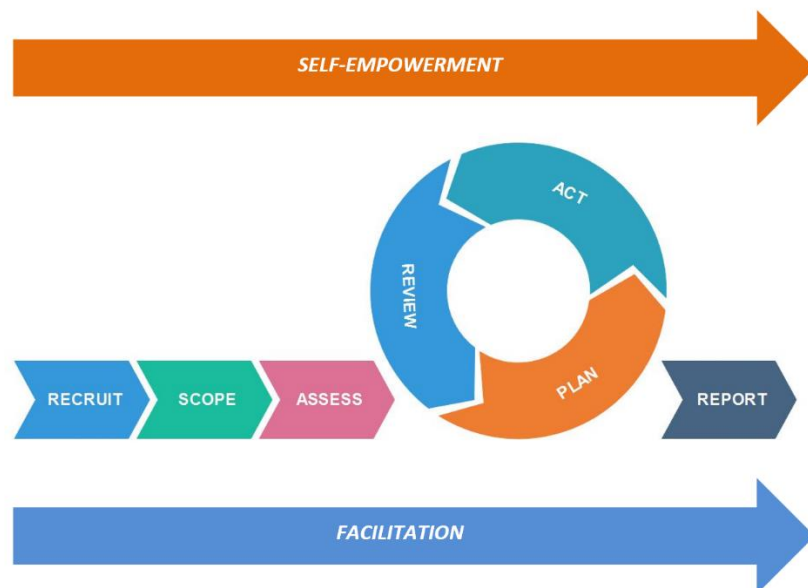 SELF-EMPOWERMENT
ACT
REVIEW
PLAN
RECRUIT
SCOPE
ASSESS
REPORT
FACILITATION